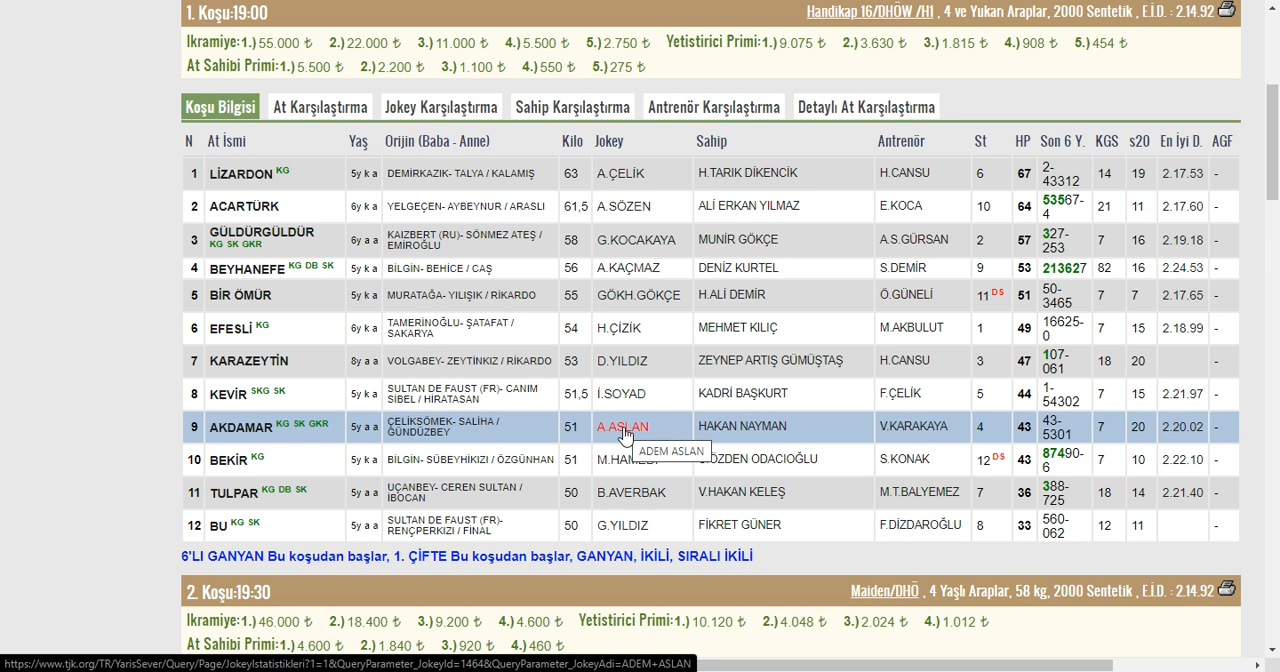 1. Koşu:19:00 Handikap 16/DHÖW /H1 , 4 ve Yukarı Araplar, 2000 Sentetik , E.İ.D. : 2.14.92
Ikramiye:1.) 55.000 ₺ 2.) 22.000 ₺ 3.) 11.000 ₺ 4.) 5.500 ₺ 5.) 2.750 ₺ Yetistirici Primi:1.) 9.075 ₺ 2.) 3.630 ₺ 3.) 1.815 ₺ 4.) 908 ₺ 5.) 454 ₺
At Sahibi Primi:1.) 5.500 ₺ 2.) 2.200 ₺ 3.) 1.100 ₺ 4.) 550 ₺ 5.) 275 ₺
Koşu Bilgisi At Karşılaştırma Jokey Karşılaştırma Sahip Karşılaştırma Antrenör Karşılaştırma Detaylı At Karşılaştırma
N At İsmi Yaş Orijin (Baba - Anne) Kilo Jokey Sahip Antrenör St HP Son 6 Y. KGS s20 En İyi D. AGF
1 LİZARDON KG 5y k a DEMİRKAZIK- TALYA / KALAMIŞ 63 A.ÇELİK H.TARIK DİKENCİK H.CANSU 6 67 2-43312 14 19 2.17.53 -
2 ACARTÜRK 6y k a YELGEÇEN- AYBEYNUR / ARASLI 61,5 A.SÖZEN ALİ ERKAN YILMAZ E.KOCA 10 64 53567-4 21 11 2.17.60 -
3 GÜLDÜRGÜLDÜR KG SK GKR 6y a a KAIZBERT (RU)- SÖNMEZ ATEŞ / EMİROĞLU 58 G.KOCAKAYA MUNİR GÖKÇE A.S.GÜRSAN 2 57 327-253 7 16 2.19.18 -
4 BEYHANEFE KG DB SK 5y k a BİLGİN- BEHİCE / CAŞ 56 A.KAÇMAZ DENİZ KURTEL S.DEMİR 9 53 213627 82 16 2.24.53 -
5 BİR ÖMÜR 5y k a MURATAĞA- YILIŞIK / RİKARDO 55 GÖKH.GÖKÇE H.ALİ DEMİR Ö.GÜNELİ 11 DS 51 50-3465 7 7 2.17.65 -
6 EFESLİ KG 6y k a TAMERİNOĞLU- ŞATAFAT / SAKARYA 54 H.ÇİZİK MEHMET KILIÇ M.AKBULUT 1 49 16625-0 7 15 2.18.99 -
7 KARAZEYTİN 8y a a VOLGABEY- ZEYTİNKIZ / RİKARDO 53 D.YILDIZ ZEYNEP ARTIŞ GÜMÜŞTAŞ H.CANSU 3 47 107-061 18 20 -
8 KEVİR SKG SK 5y k a SULTAN DE FAUST (FR)- CANIM SIBEL / HIRATASAN 51,5 İ.SOYAD KADRİ BAŞKURT F.ÇELİK 5 44 1-54302 7 15 2.21.97 -
9 AKDAMAR KG SK GKR 5y a a ÇELİKSÖMEK- SALİHA / GÜNDÜZBEY 51 A.ASLAN HAKAN NAYMAN V.KARAKAYA 4 43 43-5301 7 20 2.20.02 -
ADEM ASLAN
10 BEKİR KG 5y k a BİLGİN- SÜBEYHİKIZI / ÖZGÜNHAN 51 ÖZDEN ODACIOĞLU S.KONAK 12 DS 43 87490-6 7 10 2.22.10 -
11 TULPAR KG DB SK 5y a a UÇANBEY- CEREN SULTAN / IBOCAN 50 B.AVERBAK V.HAKAN KELEŞ M.T.BALYEMEZ 7 36 388-725 18 14 2.21.40 -
12 BU KG SK 5y a a SULTAN DE FAUST (FR)- RENÇPERKIZI / FINAL 50 G.YILDIZ FİKRET GÜNER F.DİZDAROĞLU 8 33 560-062 12 11 -
6'LI GANYAN Bu koşudan başlar, 1. ÇİFTE Bu koşudan başlar, GANYAN, İKİLİ, SIRALI İKİLİ
2. Koşu:19:30 Maiden/DHÖ , 4 Yaşlı Araplar, 58 kg, 2000 Sentetik , E.İ.D. : 2.14.92
Ikramiye:1.) 46.000 ₺ 2.) 18.400 ₺ 3.) 9.200 ₺ 4.) 4.600 ₺ Yetistirici Primi:1.) 10.120 ₺ 2.) 4.048 ₺ 3.) 2.024 ₺ 4.) 1.012 ₺
At Sahibi Primi:1.) 4.600 ₺ 2.) 1.840 ₺ 3.) 920 ₺ 4.) 460 ₺
https://www.tjk.org/TR/YarisSever/Query/Page/JokeyIstatistikleri?1=1&QueryParameter_JokeyId=1464&QueryParameter_JokeyAdi=ADEM+ASLAN